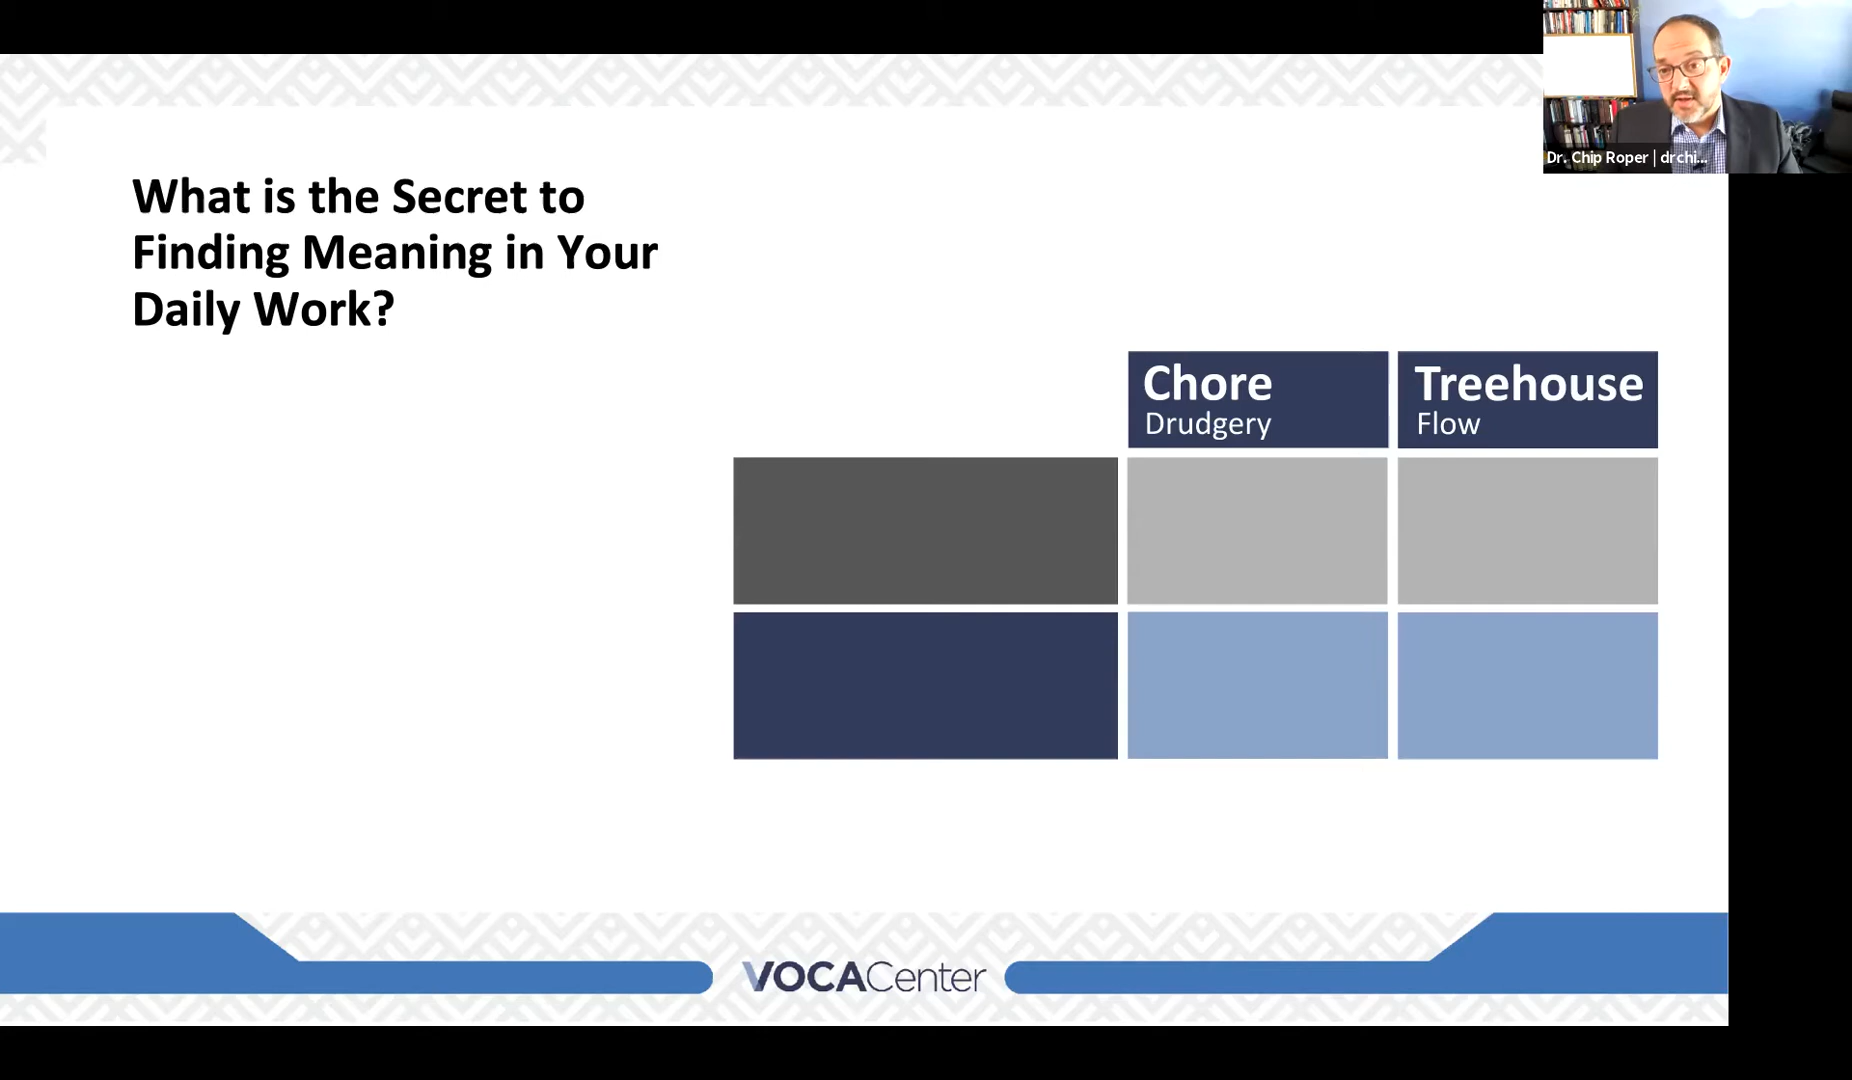 Dr. Chip Roper | drchi...
What is the Secret to
Finding Meaning in Your
Daily Work?
Chore
Drudgery
Treehouse
Flow
VOCACenter